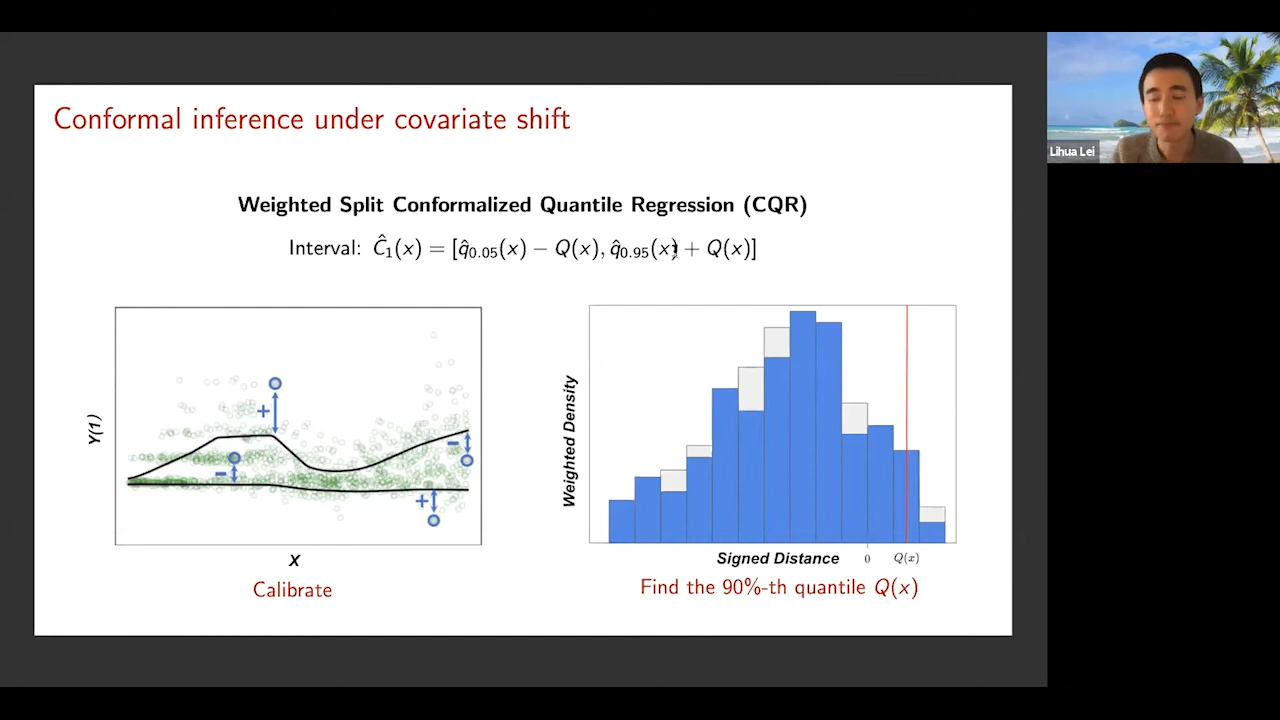 Conformal inference under covariate shift
Lihua Lei
Weighted Split Conformalized Quantile Regression (CQR)
Interval: Ĉ₁(x) = [q̂₀.₀₅(x) − Q(x), q̂₀.₉₅(x) + Q(x)]
Y(1)
+
−
−
+
X
Calibrate
Weighted Density
Signed Distance
0
Q(x)
Find the 90%-th quantile Q(x)